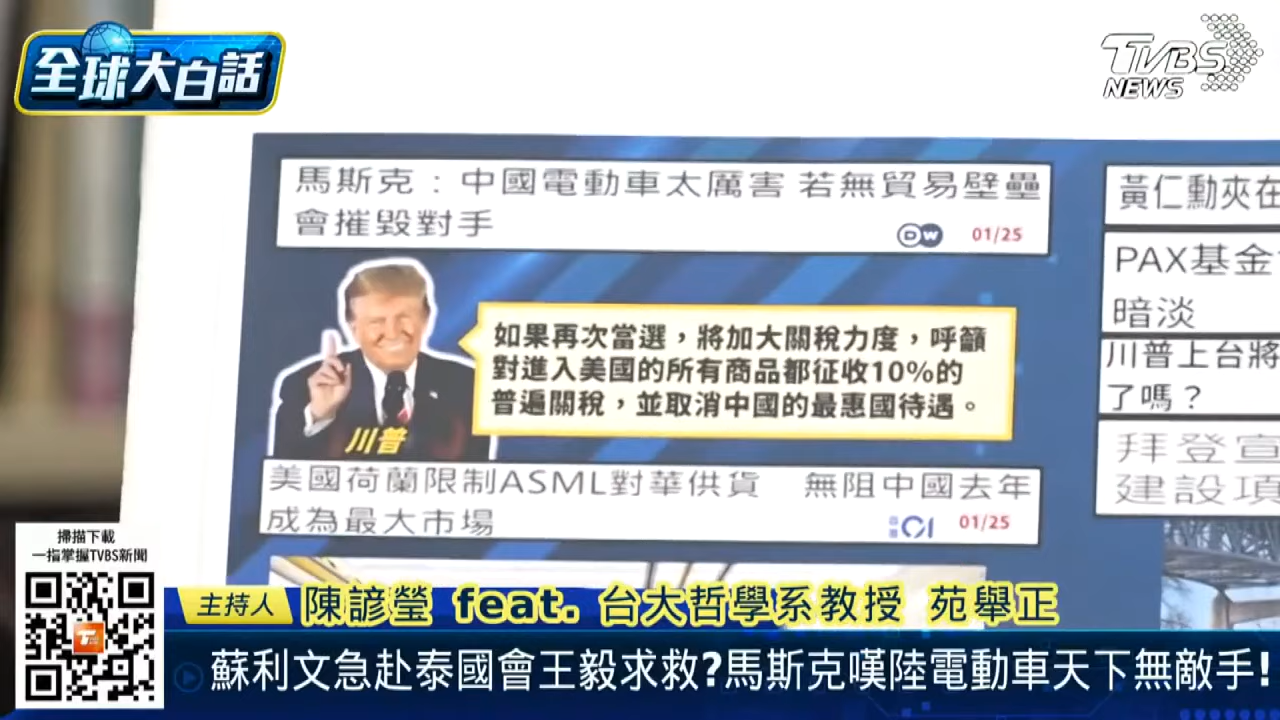 全球大白話
TVBS
NEWS
馬斯克：中國電動車太厲害 若無貿易壁壘
會摧毀對手
DW 01/25
如果再次當選，將加大關稅力度，呼籲
對進入美國的所有商品都征收10%的
普遍關稅，並取消中國的最惠國待遇。
川普
美國荷蘭限制ASML對華供貨 無阻中國去年
成為最大市場
01/25
黃仁勳夾在
PAX基金
暗淡
川普上台將
了嗎？
拜登宣
建設項
掃描下載
一指掌握TVBS新聞
主持人 陳諺瑩 feat. 台大哲學系教授 苑舉正
蘇利文急赴泰國會王毅求救?馬斯克嘆陸電動車天下無敵手!